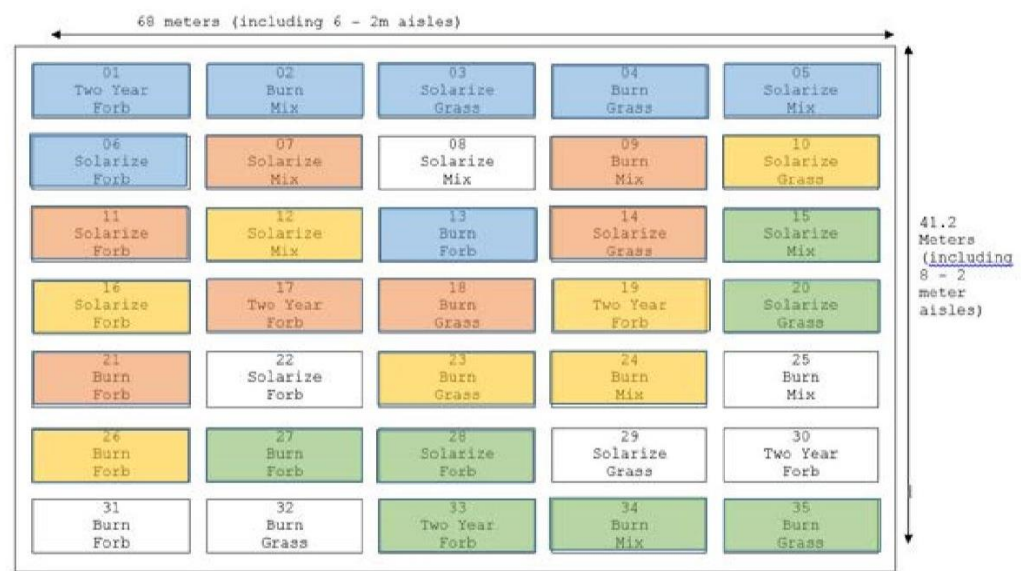 68 meters (including 6 - 2m aisles)
01
Two Year
Forb
02
Burn
Mix
03
Solarize
Grass
04
Burn
Grass
05
Solarize
Mix
06
Solarize
Forb
07
Solarize
Mix
08
Solarize
Mix
09
Burn
Mix
10
Solarize
Grass
11
Solarize
Forb
12
Solarize
Mix
13
Burn
Forb
14
Solarize
Grass
15
Solarize
Mix
16
Solarize
Forb
17
Two Year
Forb
18
Burn
Grass
19
Two Year
Forb
20
Solarize
Grass
21
Burn
Forb
22
Solarize
Forb
23
Burn
Grass
24
Burn
Mix
25
Burn
Mix
26
Burn
Forb
27
Burn
Forb
28
Solarize
Forb
29
Solarize
Grass
30
Two Year
Forb
31
Burn
Forb
32
Burn
Grass
33
Two Year
Forb
34
Burn
Mix
35
Burn
Grass
41.2
Meters
(including
8 - 2
meter
aisles)